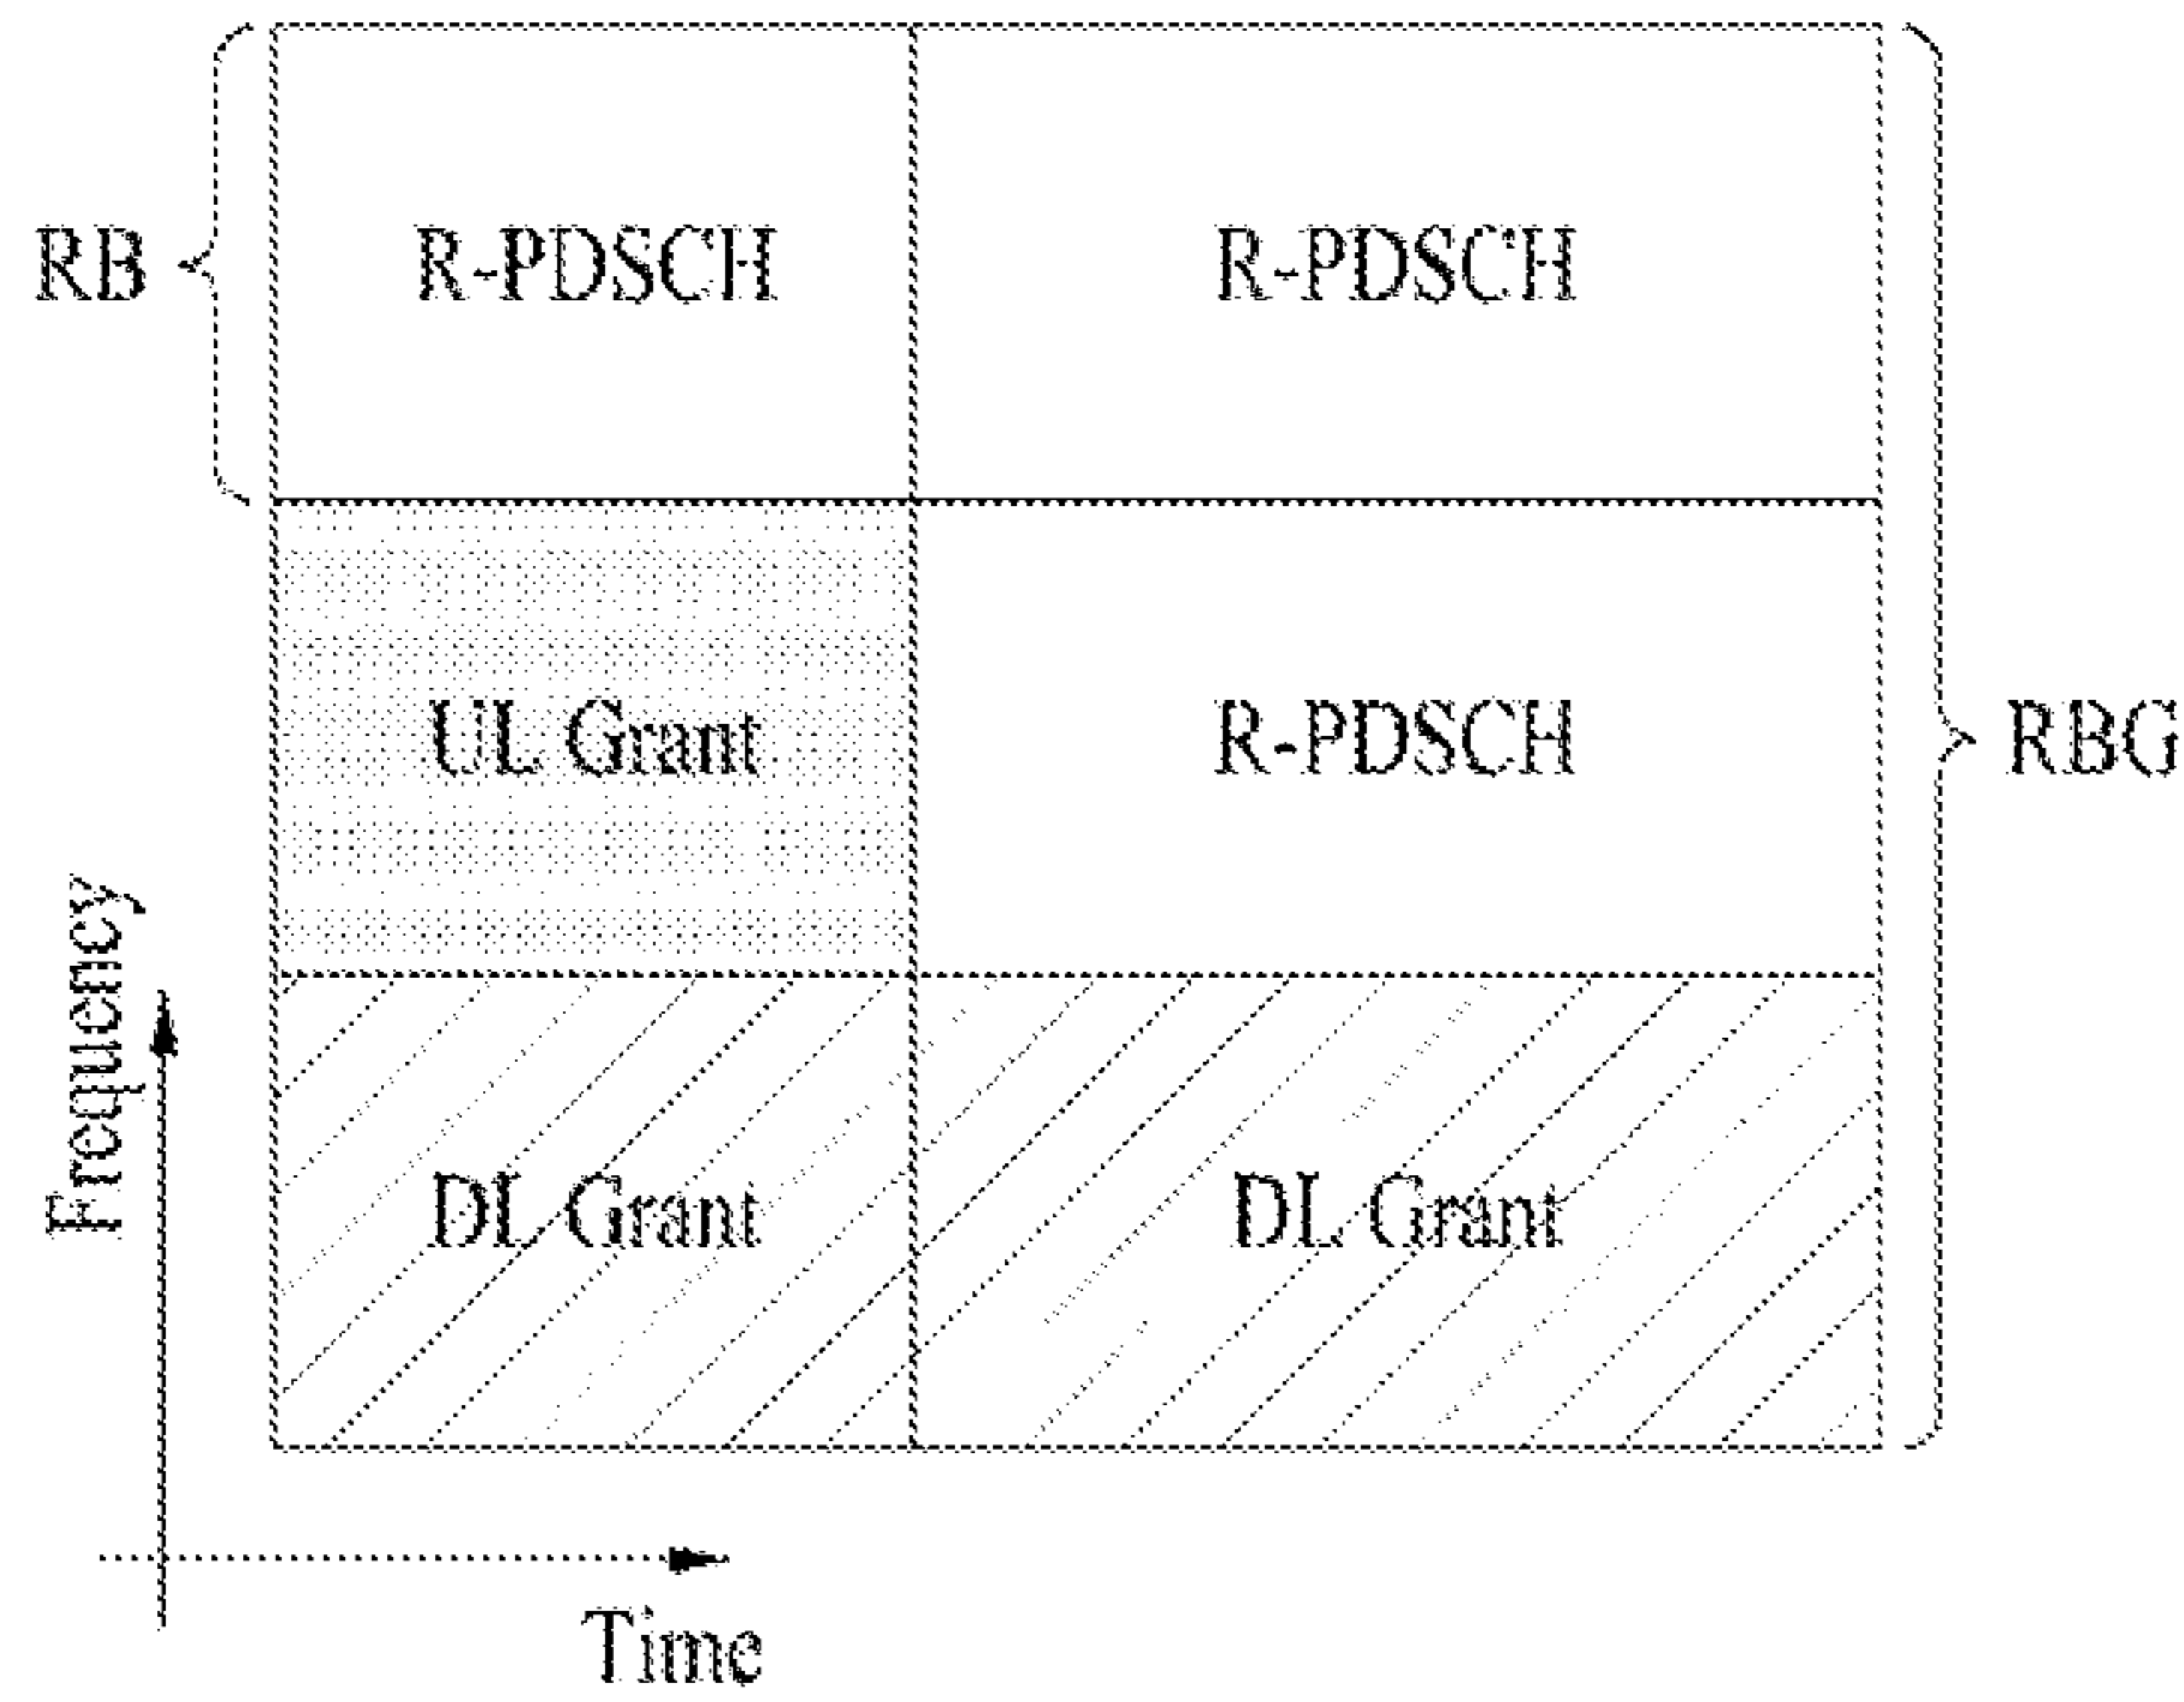 RB
R-PDSCH
R-PDSCH
UL Grant
R-PDSCH
RBG
DL Grant
DL Grant
Frequency
Time